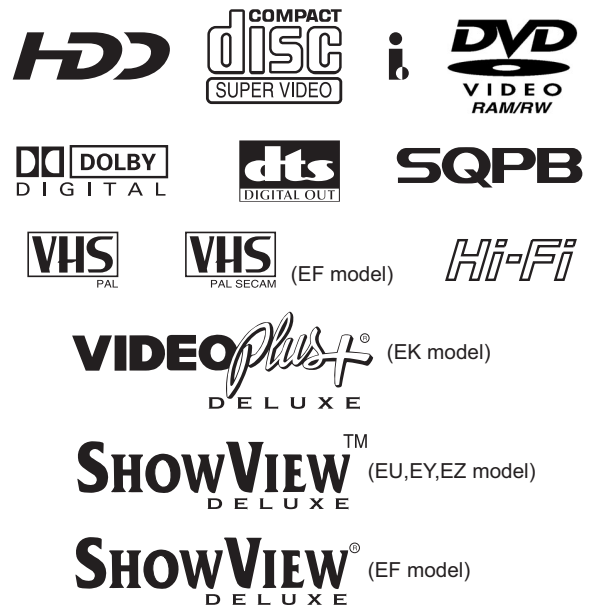 HDD
COMPACT
disc
SUPER VIDEO
i
DVD
VIDEO
RAM/RW
DOLBY
DIGITAL
dts
DIGITAL OUT
SQPB
VHS
PAL
VHS
PAL SECAM
(EF model)
Hi-Fi
VIDEO Plus+® (EK model)
DELUXE
SHOWVIEW™ (EU,EY,EZ model)
DELUXE
SHOWVIEW® (EF model)
DELUXE